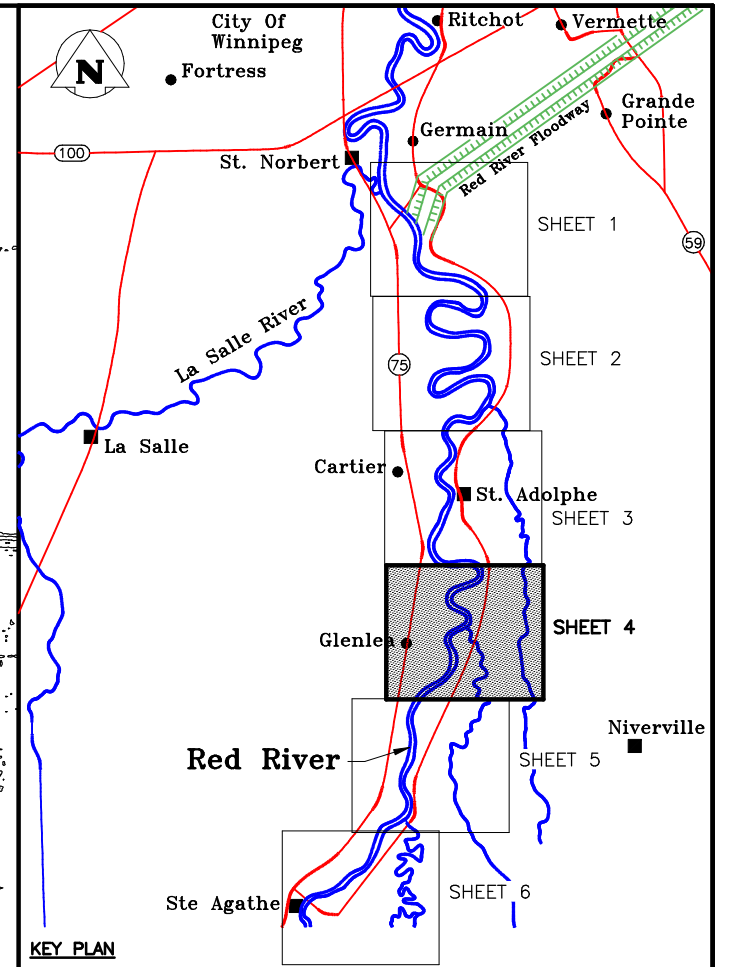 City Of
Winnipeg
Ritchot
Vermette
N
Fortress
Grande
Pointe
Germain
100
St. Norbert
Red River Floodway
SHEET 1
59
La Salle River
SHEET 2
75
La Salle
Cartier
St. Adolphe
SHEET 3
Glenlea
SHEET 4
Niverville
Red River
SHEET 5
SHEET 6
Ste Agathe
KEY PLAN